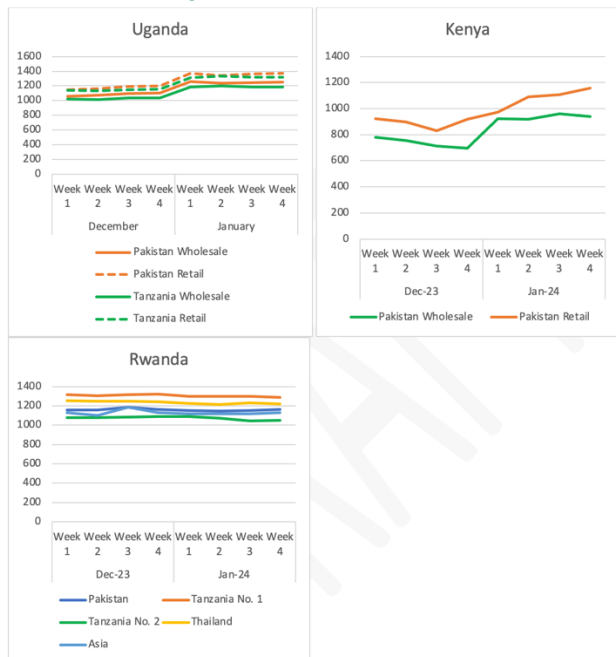 Uganda
1600
1400
1200
1000
800
600
400
200
0
Week Week Week Week Week Week Week Week
1 2 3 4 1 2 3 4
December January
Pakistan Wholesale
Pakistan Retail
Tanzania Wholesale
Tanzania Retail
Kenya
1400
1200
1000
800
600
400
200
0
Week Week Week Week Week Week Week Week
1 2 3 4 1 2 3 4
Dec-23 Jan-24
Pakistan Wholesale Pakistan Retail
Rwanda
1400
1200
1000
800
600
400
200
0
Week Week Week Week Week Week Week Week
1 2 3 4 1 2 3 4
Dec-23 Jan-24
Pakistan Tanzania No. 1
Tanzania No. 2 Thailand
Asia